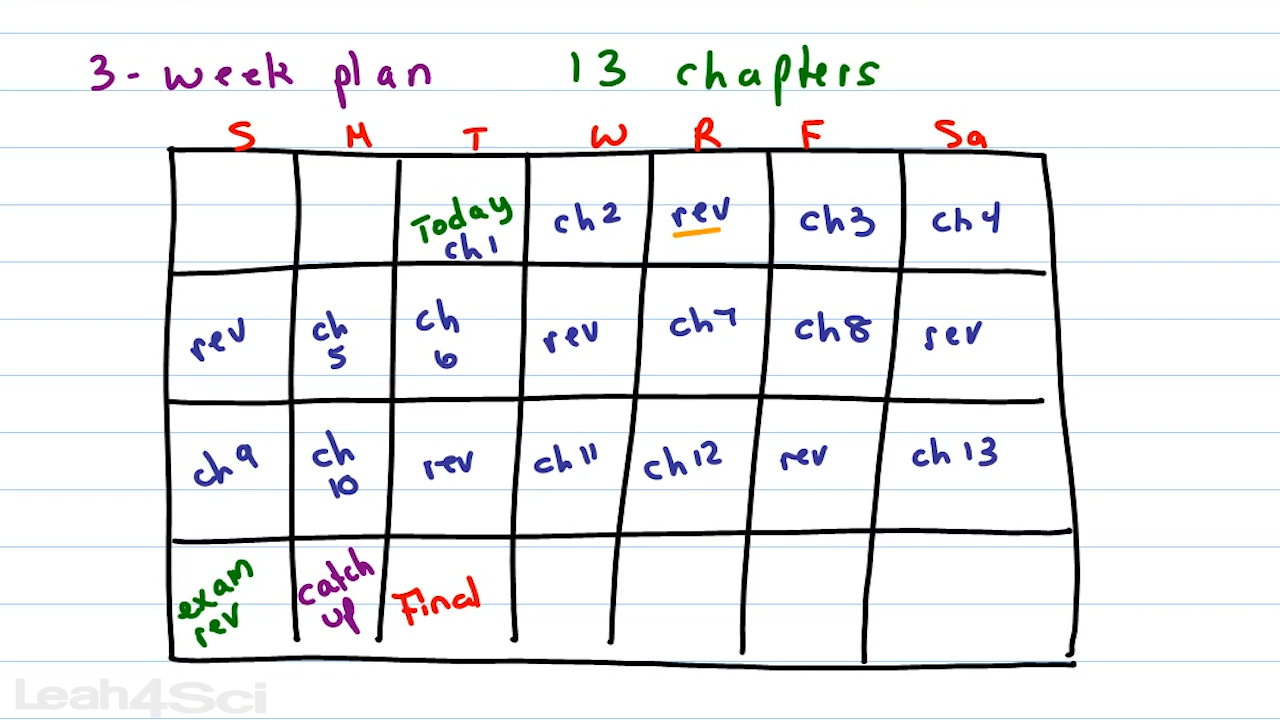 3-week plan 13 chapters
S M T W R F Sa
Today
ch1 ch2 rev ch3 ch4
rev ch
5 ch
6 rev ch7 ch8 rev
ch9 ch
10 rev ch11 ch12 rev ch13
exam
rev catch
up Final
Leah4Sci